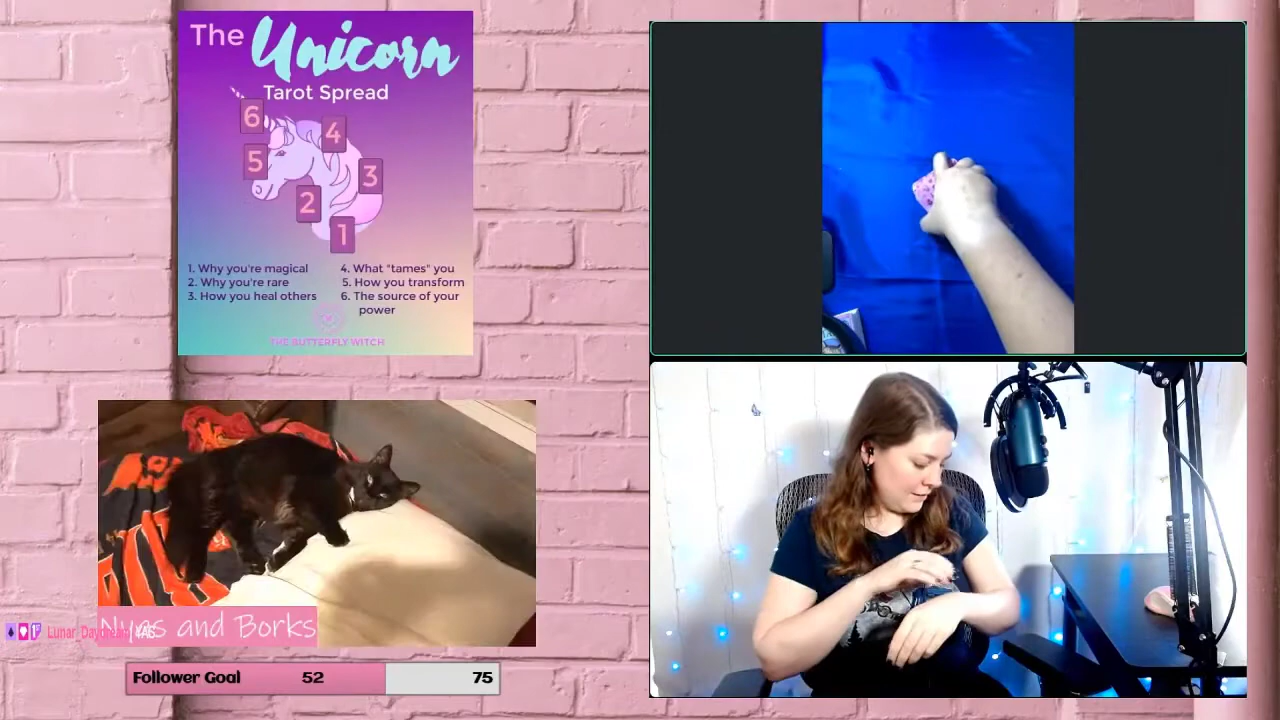 The Unicorn
Tarot Spread
6
4
5
3
2
1
1. Why you're magical
2. Why you're rare
3. How you heal others
4. What "tames" you
5. How you transform
6. The source of your
power
THE BUTTERFLY WITCH
Nyas and Borks
Follower Goal 52 75